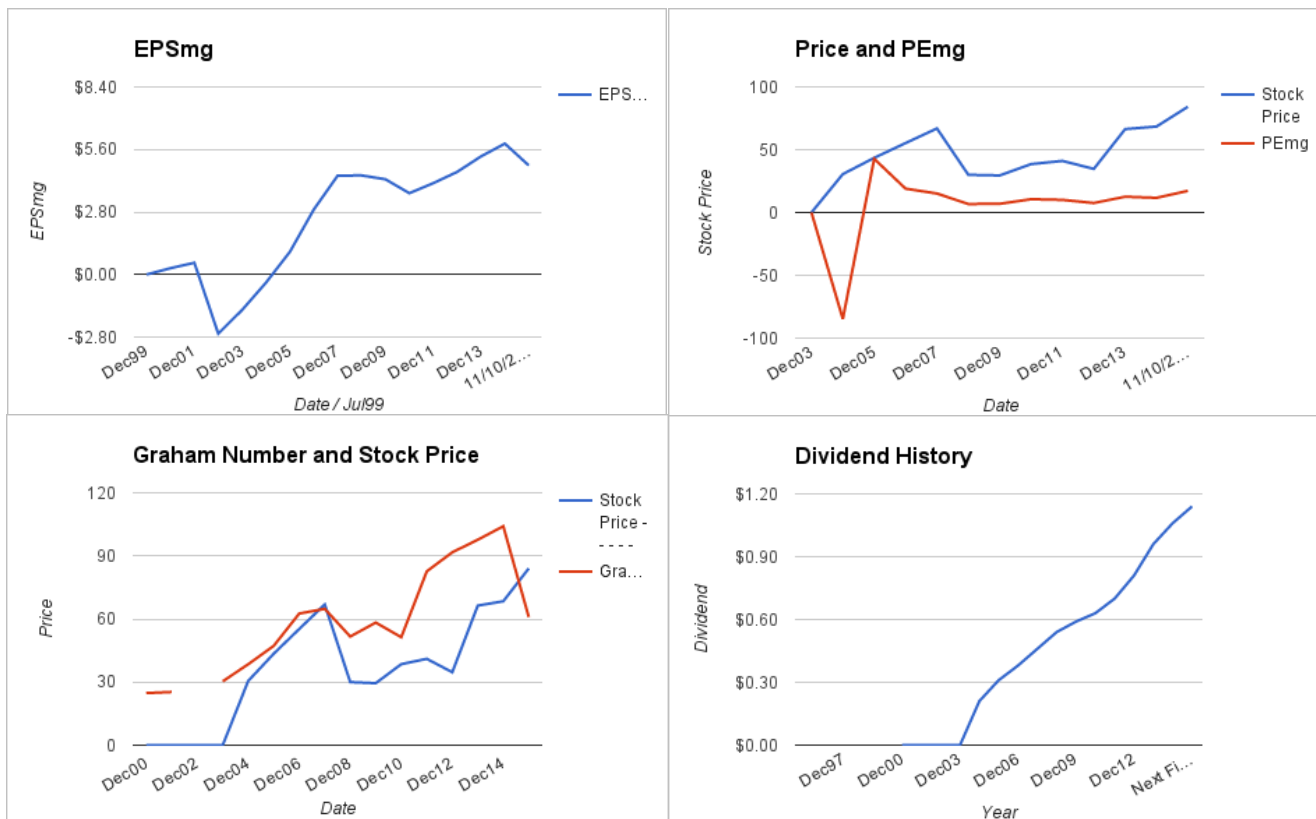 EPSmg
$8.40
$5.60
$2.80
$0.00
-$2.80
EPSmg
EPS...
Dec99
Dec01
Dec03
Dec05
Dec07
Dec09
Dec11
Dec13
11/10/2...
Date / Jul99
Price and PEmg
100
50
0
-50
-100
Stock Price
Stock
Price
PEmg
Dec03
Dec05
Dec07
Dec09
Dec11
Dec13
11/10/2...
Date
Graham Number and Stock Price
120
90
60
30
0
Price
Stock
Price -
- - - -
Gra...
Dec00
Dec02
Dec04
Dec06
Dec08
Dec10
Dec12
Dec14
Date
Dividend History
$1.20
$0.90
$0.60
$0.30
$0.00
Dividend
Dec97
Dec00
Dec03
Dec06
Dec09
Dec12
Next Fi...
Year